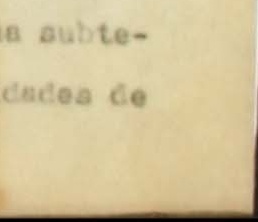 a subte-
dades de